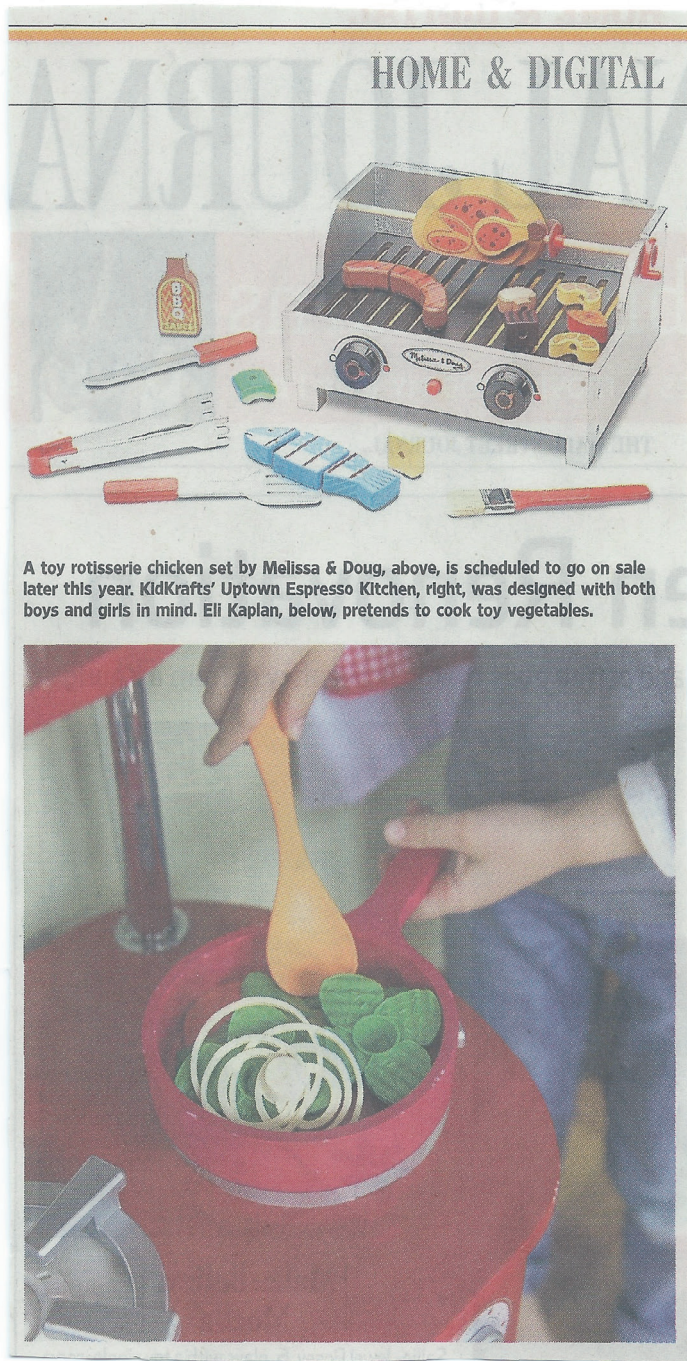 HOME & DIGITAL
BBQ
SAUCE
Melissa & Doug
A toy rotisserie chicken set by Melissa & Doug, above, is scheduled to go on sale
later this year. KidKrafts’ Uptown Espresso Kitchen, right, was designed with both
boys and girls in mind. Eli Kaplan, below, pretends to cook toy vegetables.